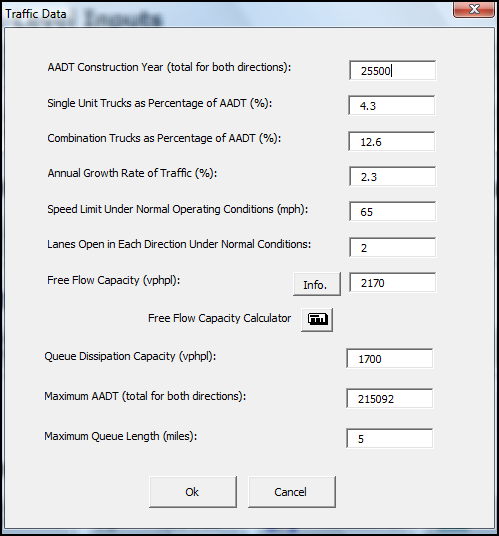 Traffic Data
AADT Construction Year (total for both directions): 25500
Single Unit Trucks as Percentage of AADT (%): 4.3
Combination Trucks as Percentage of AADT (%): 12.6
Annual Growth Rate of Traffic (%): 2.3
Speed Limit Under Normal Operating Conditions (mph): 65
Lanes Open in Each Direction Under Normal Conditions: 2
Free Flow Capacity (vphpl): Info. 2170
Free Flow Capacity Calculator
Queue Dissipation Capacity (vphpl): 1700
Maximum AADT (total for both directions): 215092
Maximum Queue Length (miles): 5
Ok Cancel